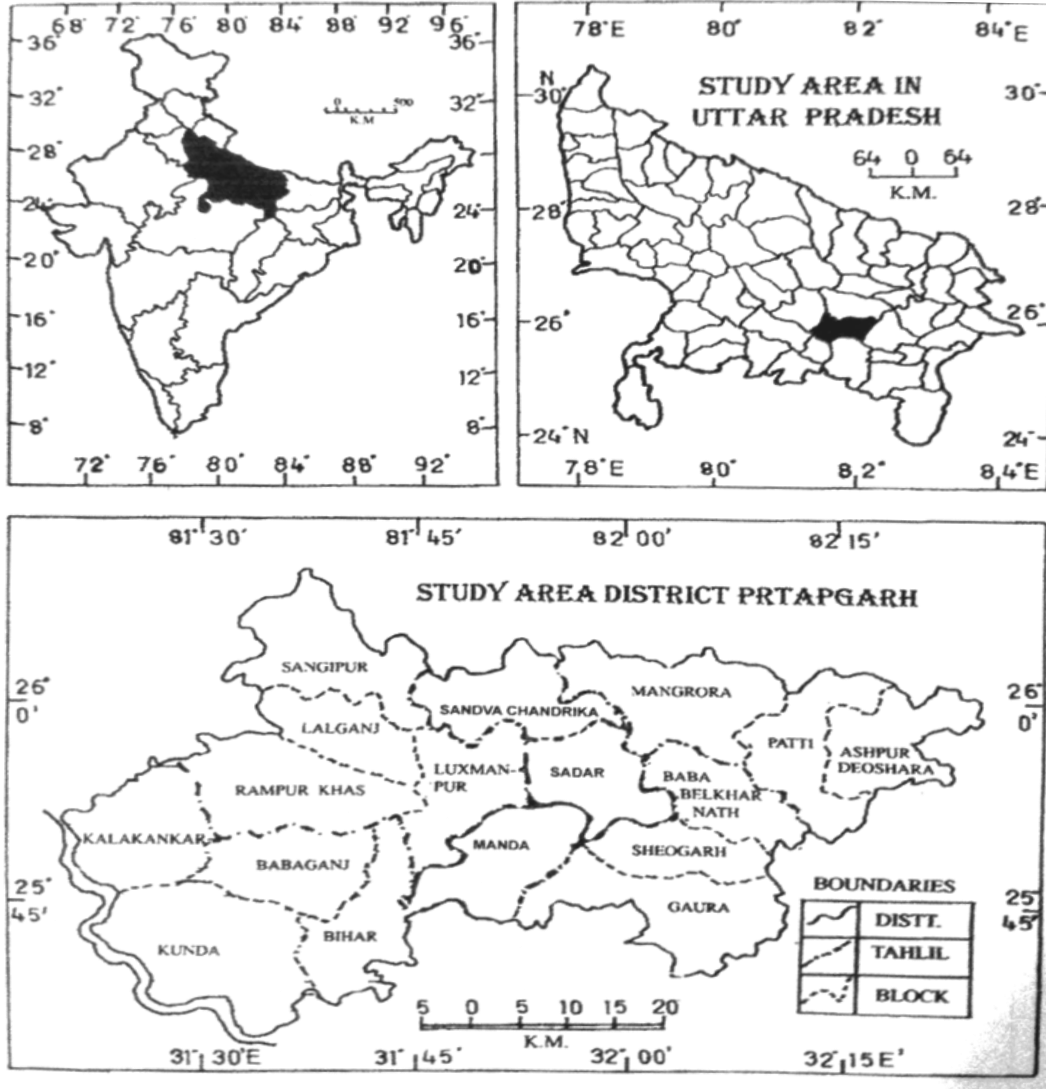 68° 72° 76° 80° 84° 88° 92° 96°
36° 36°
32° 32°
28° 28°
24° 24°
20° 20°
16° 16°
12° 12°
8° 8°
0 500
K.M
72° 76° 80° 84° 88° 92°
78°E 80° 82° 84°E
N
30° 30°
STUDY AREA IN
UTTAR PRADESH
64 0 64
K.M.
28° 28°
26° 26°
24°N 24°
78°E 80° 82° 84°E
81° 30' 81° 45' 82° 00' 82° 15'
STUDY AREA DISTRICT PRTAPGARH
26° 0' 26° 0'
SANGIPUR
MANGRORA
SANDVA CHANDRIKA
LALGANJ
PATTI
ASHPUR
DEOSHARA
LUXMAN-
PUR
SADAR
BABA
BELKHAR
NATH
RAMPUR KHAS
KALAKANKAR
BABAGANJ
MANDA
SHEOGARH
25° 45' 25° 45'
GAURA
KUNDA
BIHAR
BOUNDARIES
DISTT.
TAHLIL
BLOCK
5 0 5 10 15 20
K.M.
31° 30'E 31° 45' 32° 00' 32° 15E'